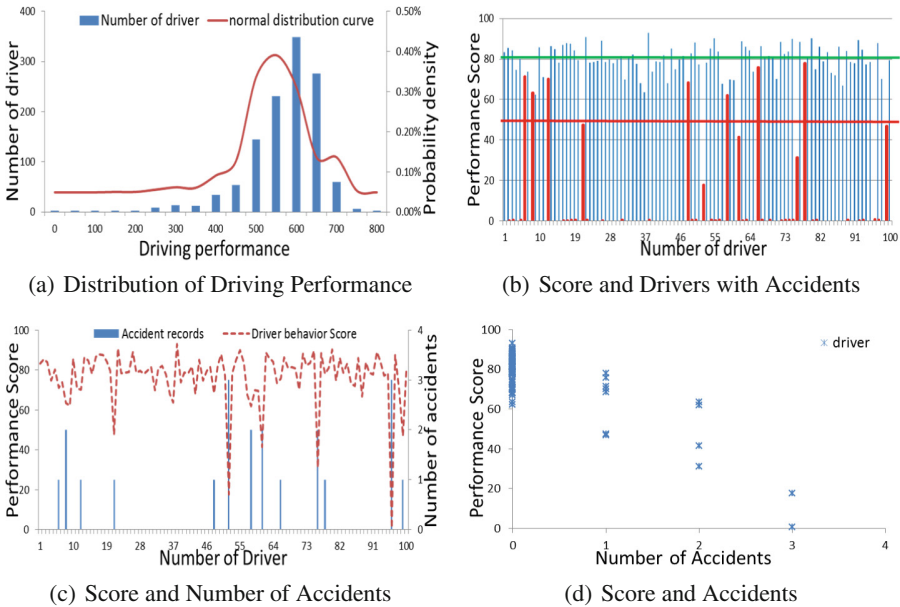 Number of driver
normal distribution curve
Number of driver
400
300
200
100
0
0.50%
0.40%
0.30%
0.20%
0.10%
0.00%
Probability density
0 100 200 300 400 500 600 700 800
Driving performance
(a) Distribution of Driving Performance
Performance Score
100
80
60
40
20
0
1 10 19 28 37 46 55 64 73 82 91 100
Number of driver
(b) Score and Drivers with Accidents
Accident records
Driver behavior Score
Performance Score
100
80
60
40
20
0
4
3
2
1
0
Number of accidents
1 10 19 28 37 46 55 64 73 82 91 100
Number of Driver
(c) Score and Number of Accidents
driver
Performance Score
100
80
60
40
20
0
0 1 2 3 4
Number of Accidents
(d) Score and Accidents